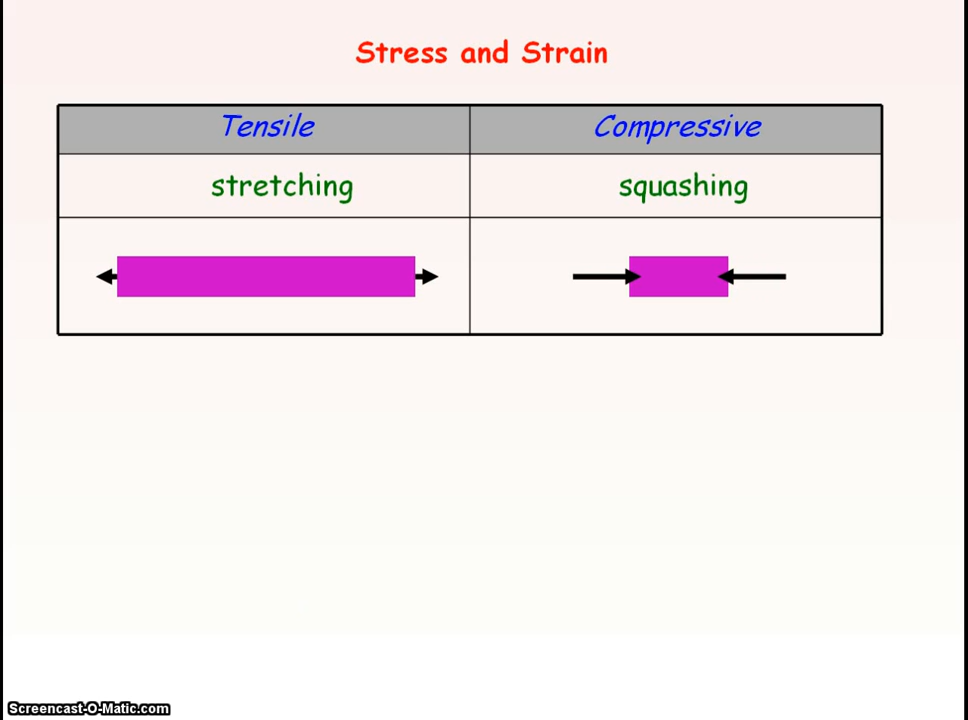 Stress and Strain
Tensile Compressive
stretching squashing
Screencast-O-Matic.com